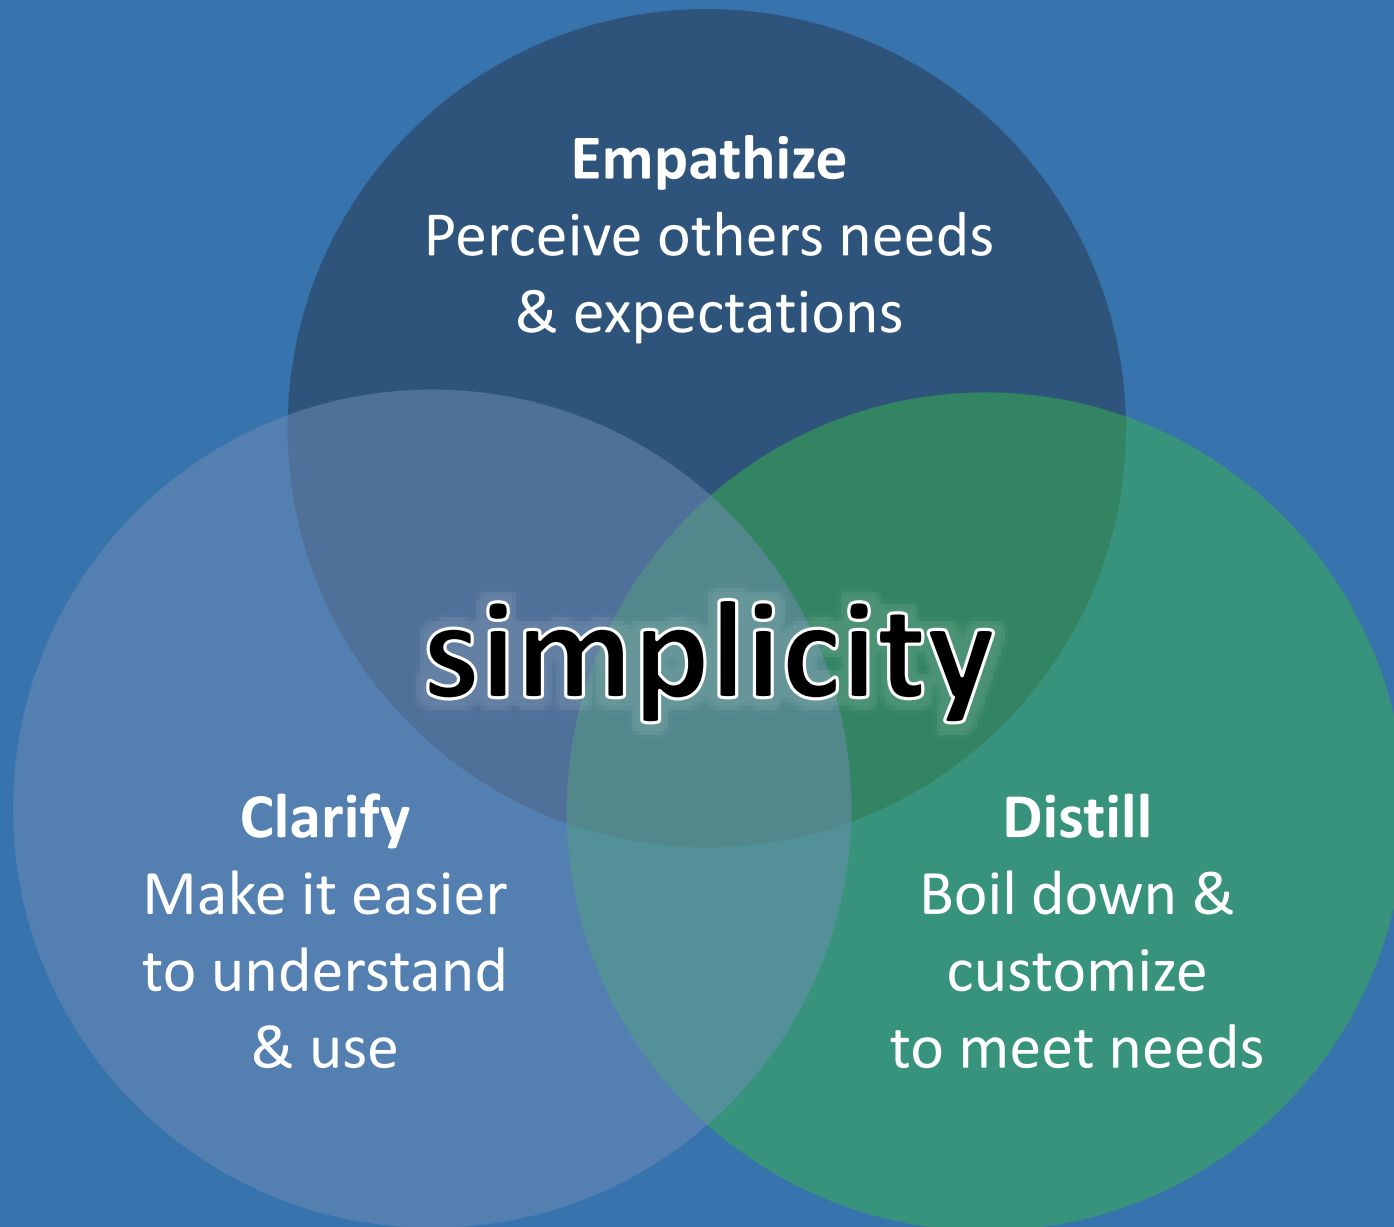 Empathize
Perceive others needs
& expectations
simplicity
Clarify
Make it easier
to understand
& use
Distill
Boil down &
customize
to meet needs